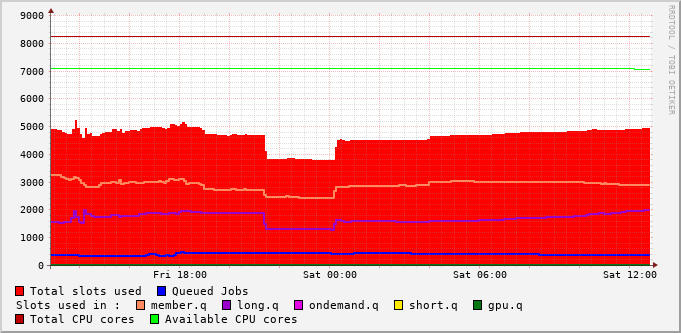 9000
8000
7000
6000
5000
4000
3000
2000
1000
0
Fri 18:00 Sat 00:00 Sat 06:00 Sat 12:00
Total slots used Queued Jobs
Slots used in : member.q long.q ondemand.q short.q gpu.q
Total CPU cores Available CPU cores
RRDTOOL / TOBI OETIKER